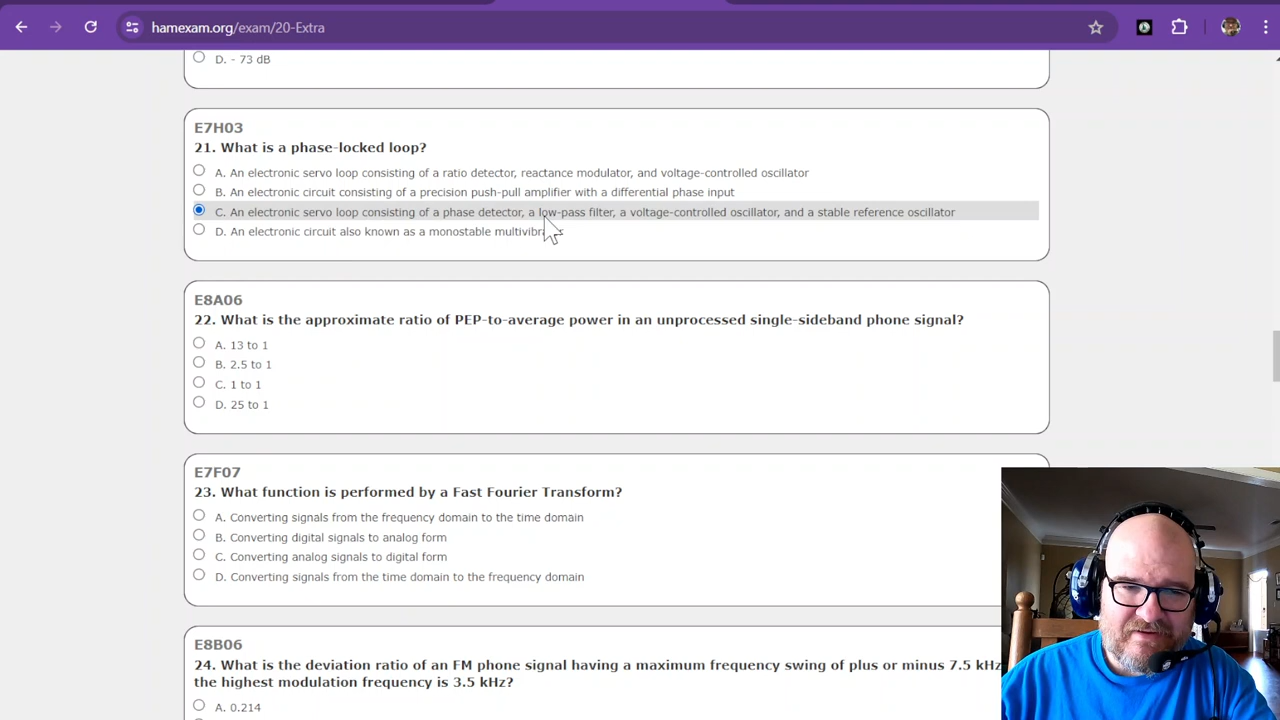 hamexam.org/exam/20-Extra
D. - 73 dB
E7H03
21. What is a phase-locked loop?
A. An electronic servo loop consisting of a ratio detector, reactance modulator, and voltage-controlled oscillator
B. An electronic circuit consisting of a precision push-pull amplifier with a differential phase input
C. An electronic servo loop consisting of a phase detector, a low-pass filter, a voltage-controlled oscillator, and a stable reference oscillator
D. An electronic circuit also known as a monostable
E8A06
22. What is the approximate ratio of PEP-to-average power in an unprocessed single-sideband phone signal?
A. 13 to 1
B. 2.5 to 1
C. 1 to 1
D. 25 to 1
E7F07
23. What function is performed by a Fast Fourier Transform?
A. Converting signals from the frequency domain to the time domain
B. Converting digital signals to analog form
C. Converting analog signals to digital form
D. Converting signals from the time domain to the frequency domain
E8B06
24. What is the deviation ratio of an FM phone signal having a maximum frequency swing of plus or minus 7.5 kHz
the highest modulation frequency is 3.5 kHz?
A. 0.214